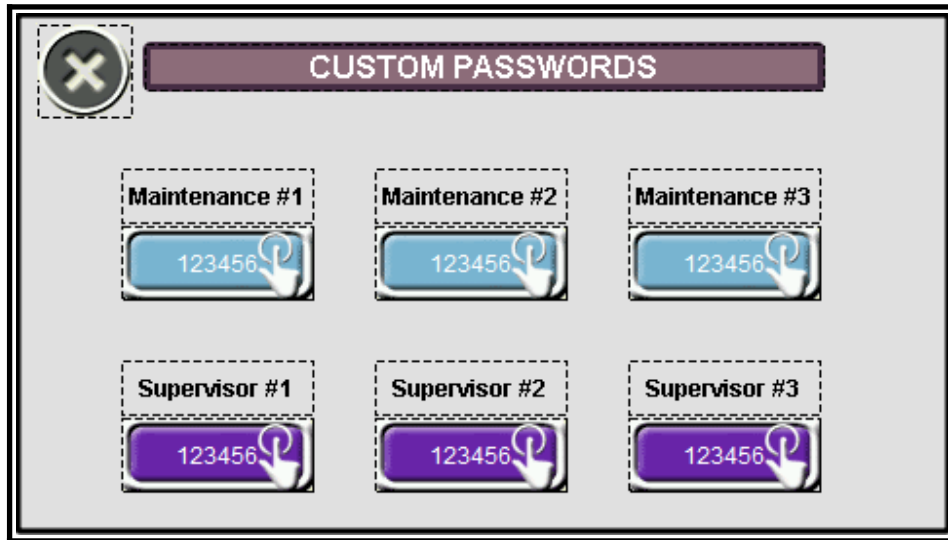 CUSTOM PASSWORDS
Maintenance #1 Maintenance #2 Maintenance #3
123456 123456 123456
Supervisor #1 Supervisor #2 Supervisor #3
123456 123456 123456